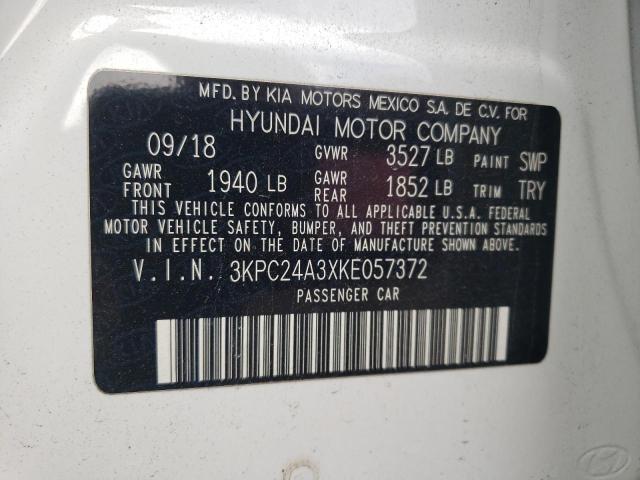 MFD. BY KIA MOTORS MEXICO S.A. DE C.V. FOR
HYUNDAI MOTOR COMPANY
09/18 GVWR 3527 LB PAINT SWP
GAWR FRONT 1940 LB GAWR REAR 1852 LB TRIM TRY
THIS VEHICLE CONFORMS TO ALL APPLICABLE U.S.A. FEDERAL
MOTOR VEHICLE SAFETY, BUMPER, AND THEFT PREVENTION STANDARDS
IN EFFECT ON THE DATE OF MANUFACTURE SHOWN ABOVE.
V.I.N. 3KPC24A3XKE057372
PASSENGER CAR